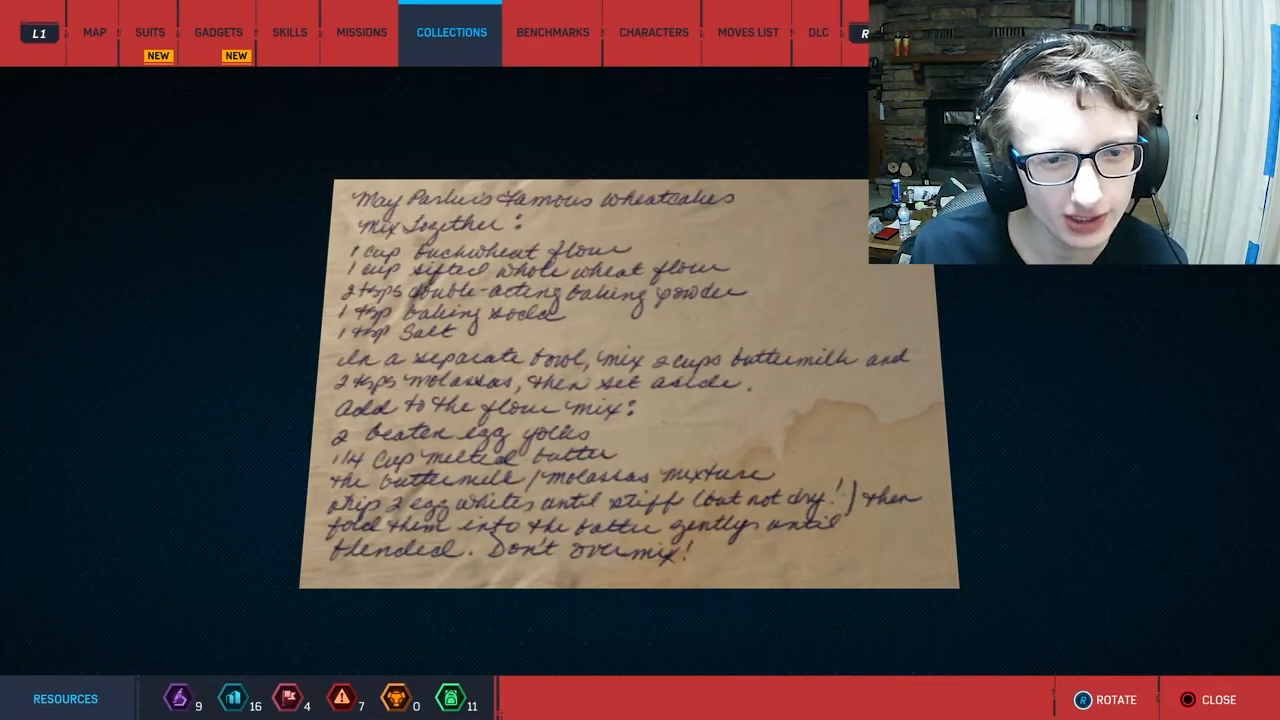 L1
MAP
SUITS
GADGETS
SKILLS
MISSIONS
COLLECTIONS
BENCHMARKS
CHARACTERS
MOVES LIST
DLC
R
NEW
NEW
May Parker's Famous Wheatcakes
Mix Together:
1 cup buckwheat flour
1 cup sifted whole wheat flour
2 tsps double-acting baking powder
1 tsp baking soda
1 tsp Salt
In a separate bowl, mix 2 cups buttermilk and
2 tsps molassas, then set aside.
Add to the flour mix:
2 beaten egg yolks
1/4 cup melted butter
the buttermilk/molassas mixture
whip 2 egg whites until stiff (but not dry!) then
fold them into the batter gently until
blended. Don't overmix!
RESOURCES
9
16
4
7
0
11
R ROTATE
CLOSE